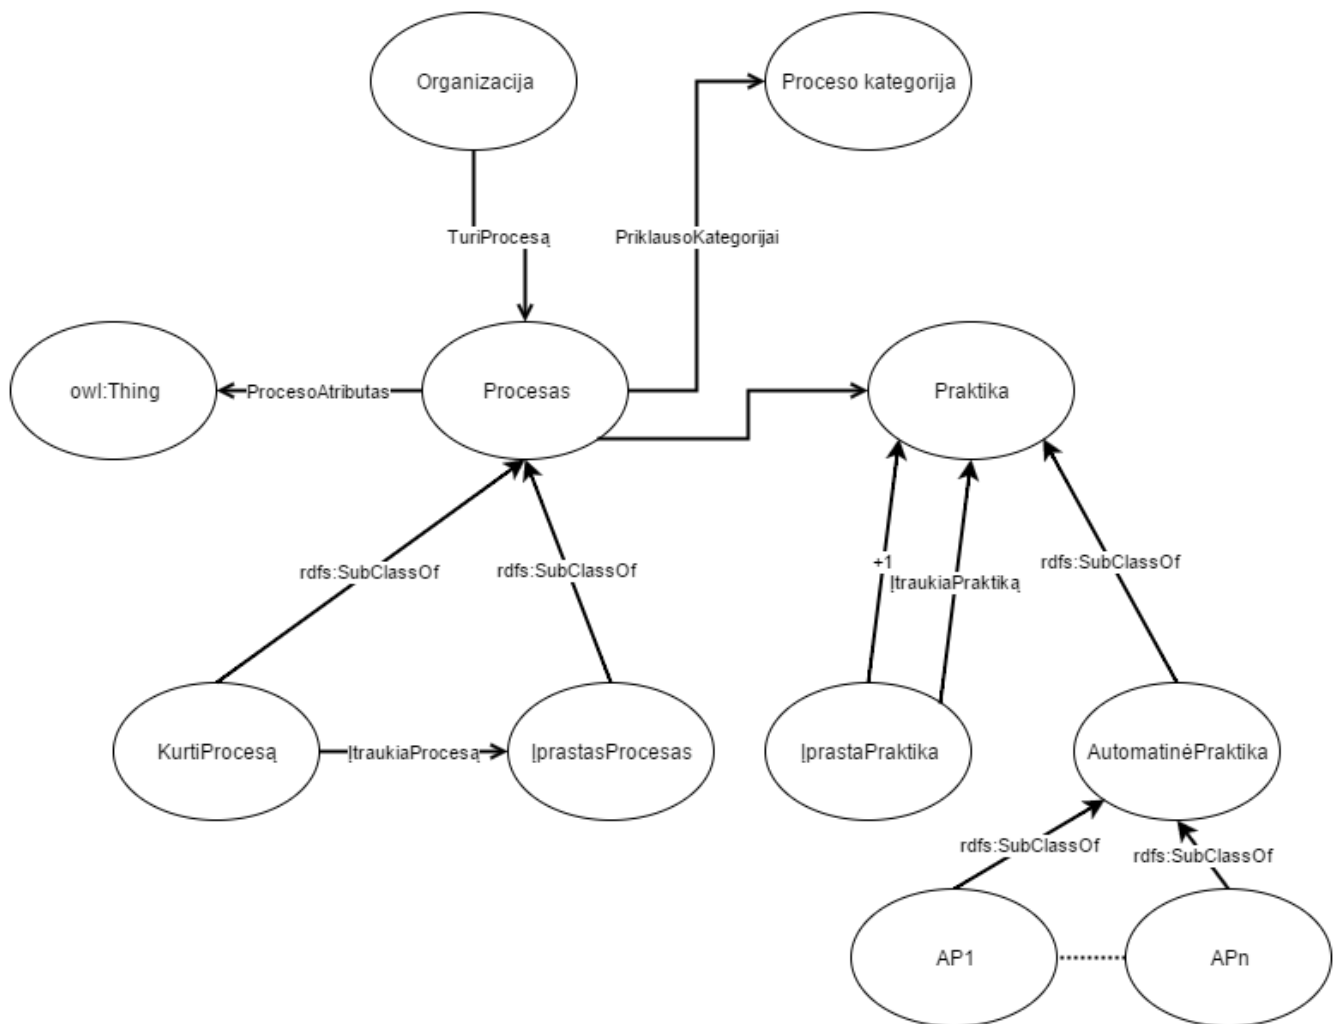 Organizacija
Proceso kategorija
TuriProcesą
PriklausoKategorijai
owl:Thing
ProcesoAtributas
Procesas
Praktika
rdfs:SubClassOf
rdfs:SubClassOf
+1
ĮtraukiaPraktiką
rdfs:SubClassOf
KurtiProcesą
ĮtraukiaProcesą
ĮprastasProcesas
ĮprastaPraktika
AutomatinėPraktika
rdfs:SubClassOf
rdfs:SubClassOf
AP1
APn